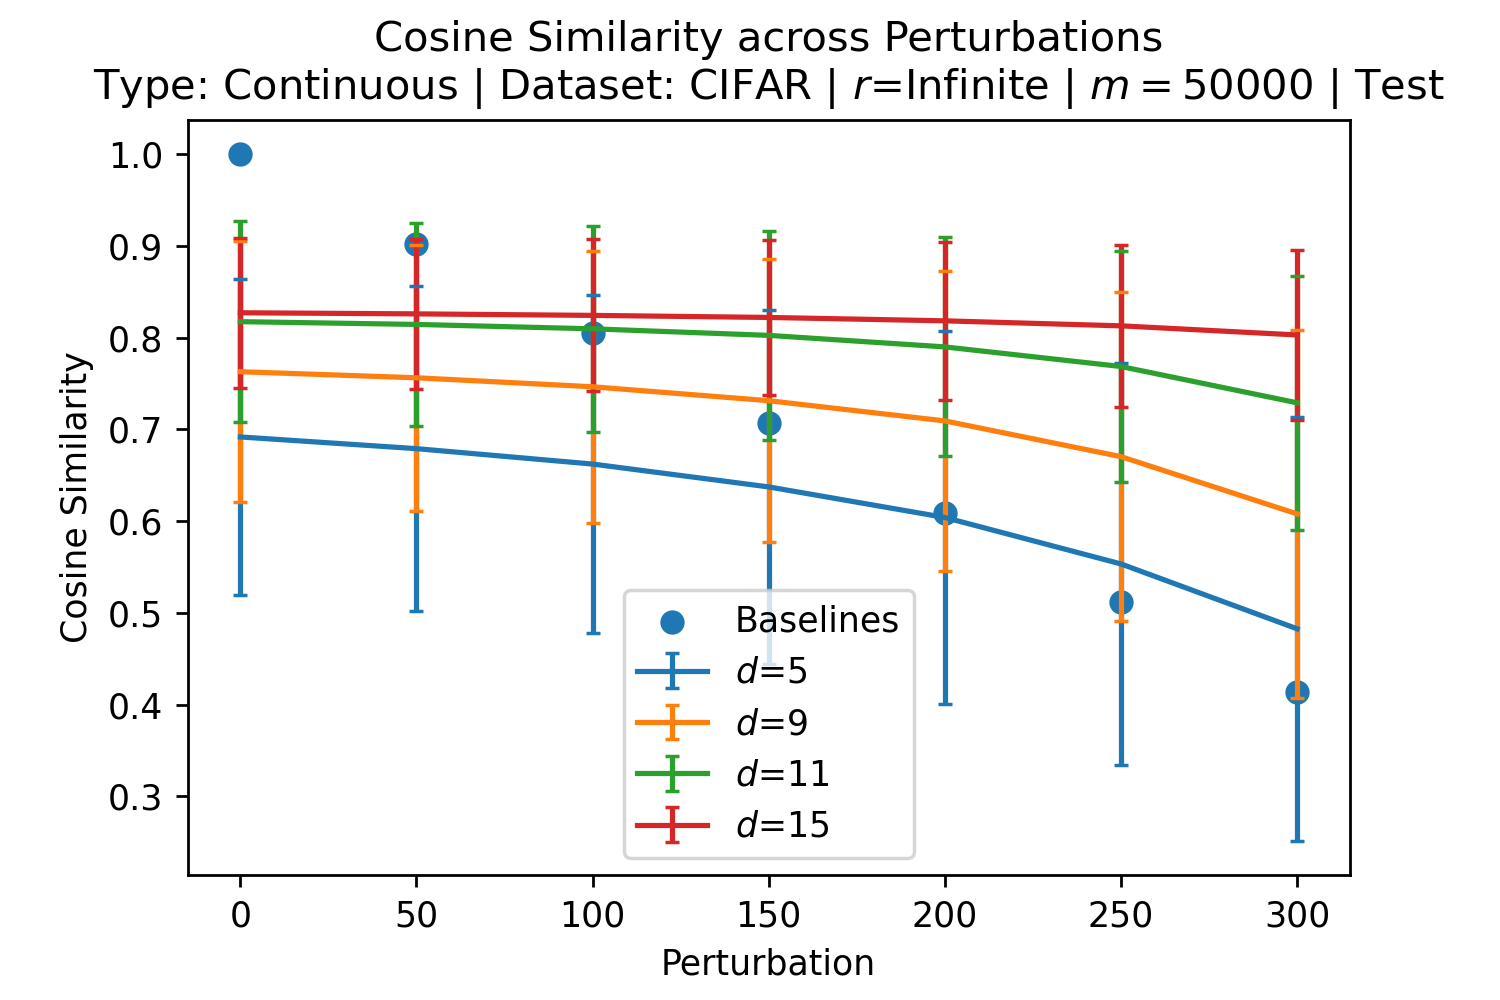 Cosine Similarity across Perturbations
Type: Continuous | Dataset: CIFAR | r=Infinite | m = 50000 | Test
Cosine Similarity
1.0
0.9
0.8
0.7
0.6
0.5
0.4
0.3
Baselines
d=5
d=9
d=11
d=15
0 50 100 150 200 250 300
Perturbation